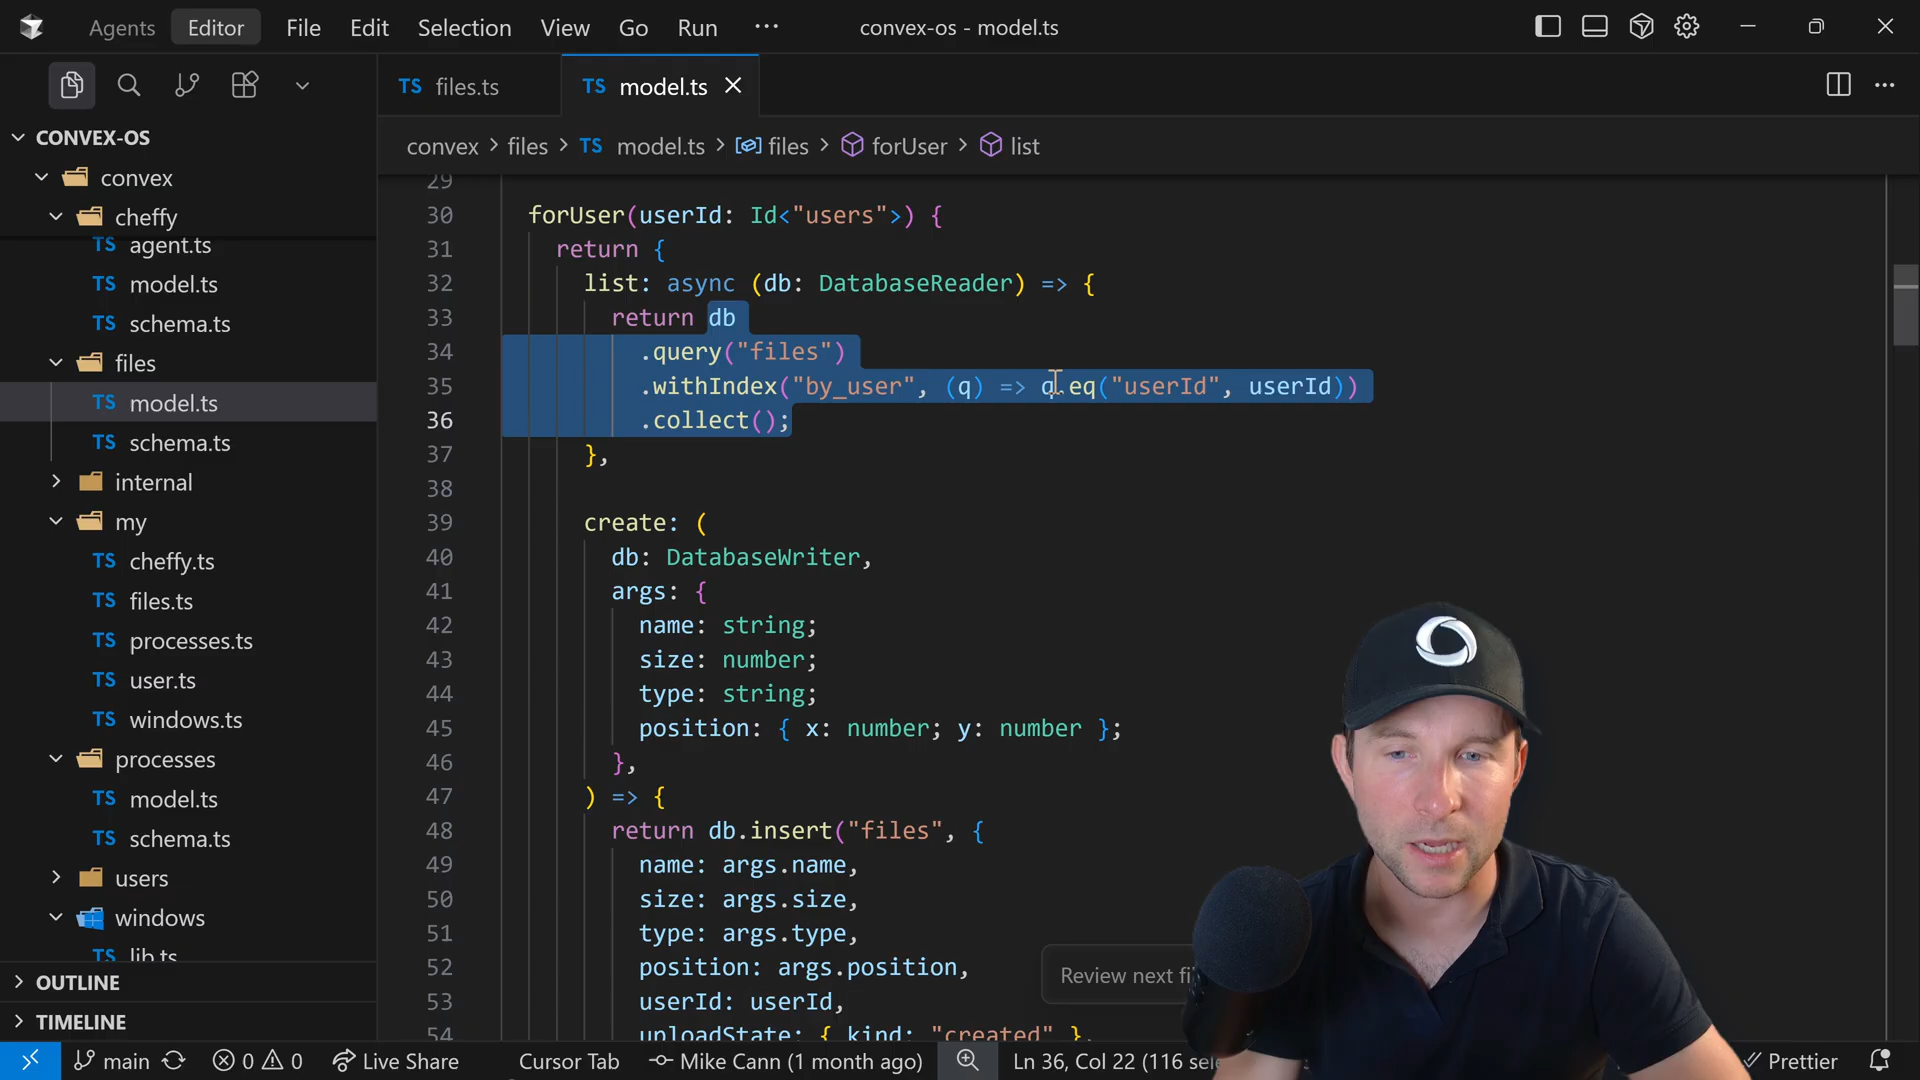 Agents Editor File Edit Selection View Go Run ··· convex-os - model.ts
TS files.ts TS model.ts
CONVEX-OS
convex > files > TS model.ts > files > forUser > list
convex
cheffy
TS agent.ts
TS model.ts
TS schema.ts
files
TS model.ts
TS schema.ts
internal
my
TS cheffy.ts
TS files.ts
TS processes.ts
TS user.ts
TS windows.ts
processes
TS model.ts
TS schema.ts
users
windows
TS lib.ts
OUTLINE
TIMELINE
29
30 forUser(userId: Id<"users">) {
31 return {
32 list: async (db: DatabaseReader) => {
33 return db
34 .query("files")
35 .withIndex("by_user", (q) => q.eq("userId", userId))
36 .collect();
37 },
38
39 create: (
40 db: DatabaseWriter,
41 args: {
42 name: string;
43 size: number;
44 type: string;
45 position: { x: number; y: number };
46 },
47 ) => {
48 return db.insert("files", {
49 name: args.name,
50 size: args.size,
51 type: args.type,
52 position: args.position,
53 userId: userId,
54 uploadState: { kind: "created" },
Review next
main 0 0 Live Share Cursor Tab Mike Cann (1 month ago) Ln 36, Col 22 (116 Prettier